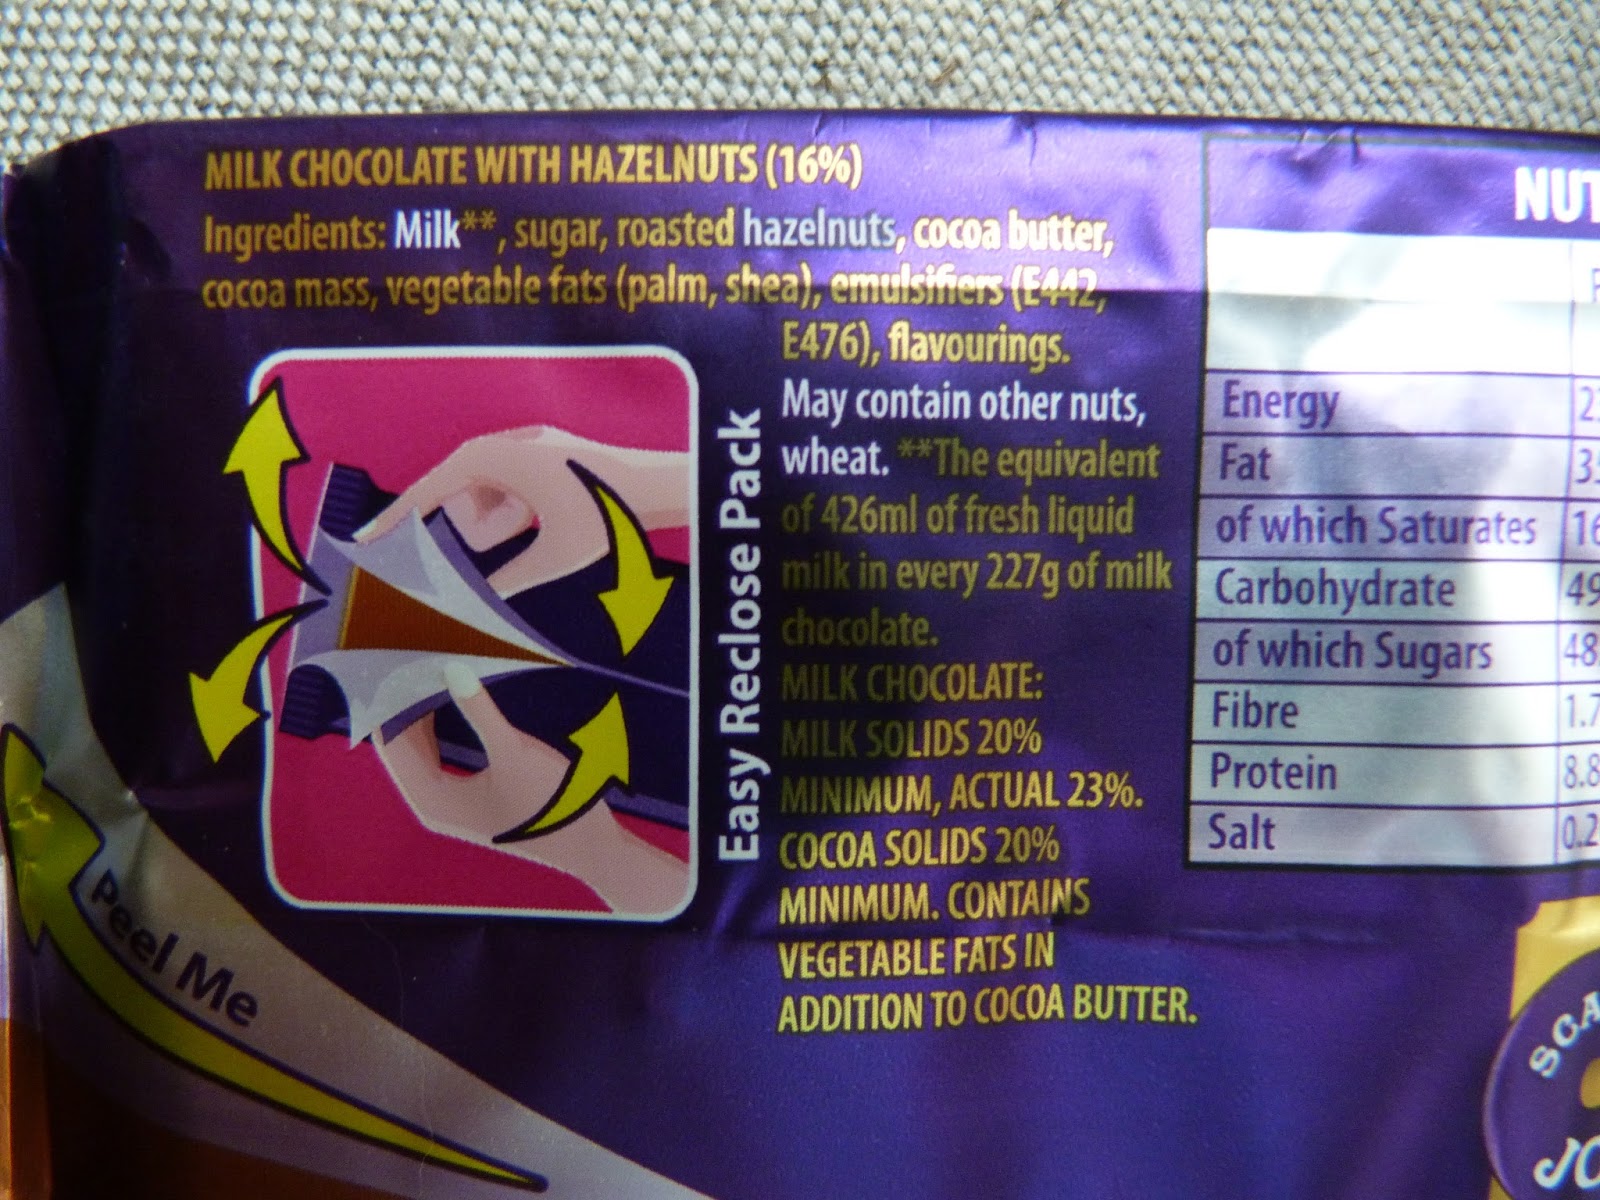 MILK CHOCOLATE WITH HAZELNUTS (16%)
Ingredients: Milk**, sugar, roasted hazelnuts, cocoa butter,
cocoa mass, vegetable fats (palm, shea), emulsifiers (E442,
E476), flavourings.
May contain other nuts,
wheat. **The equivalent
of 426ml of fresh liquid
milk in every 227g of milk
chocolate.
MILK CHOCOLATE:
MILK SOLIDS 20%
MINIMUM, ACTUAL 23%.
COCOA SOLIDS 20%
MINIMUM. CONTAINS
VEGETABLE FATS IN
ADDITION TO COCOA BUTTER.
Easy Reclose Pack
Peel Me
Energy
Fat
of which Saturates
Carbohydrate
of which Sugars
Fibre
Protein
Salt